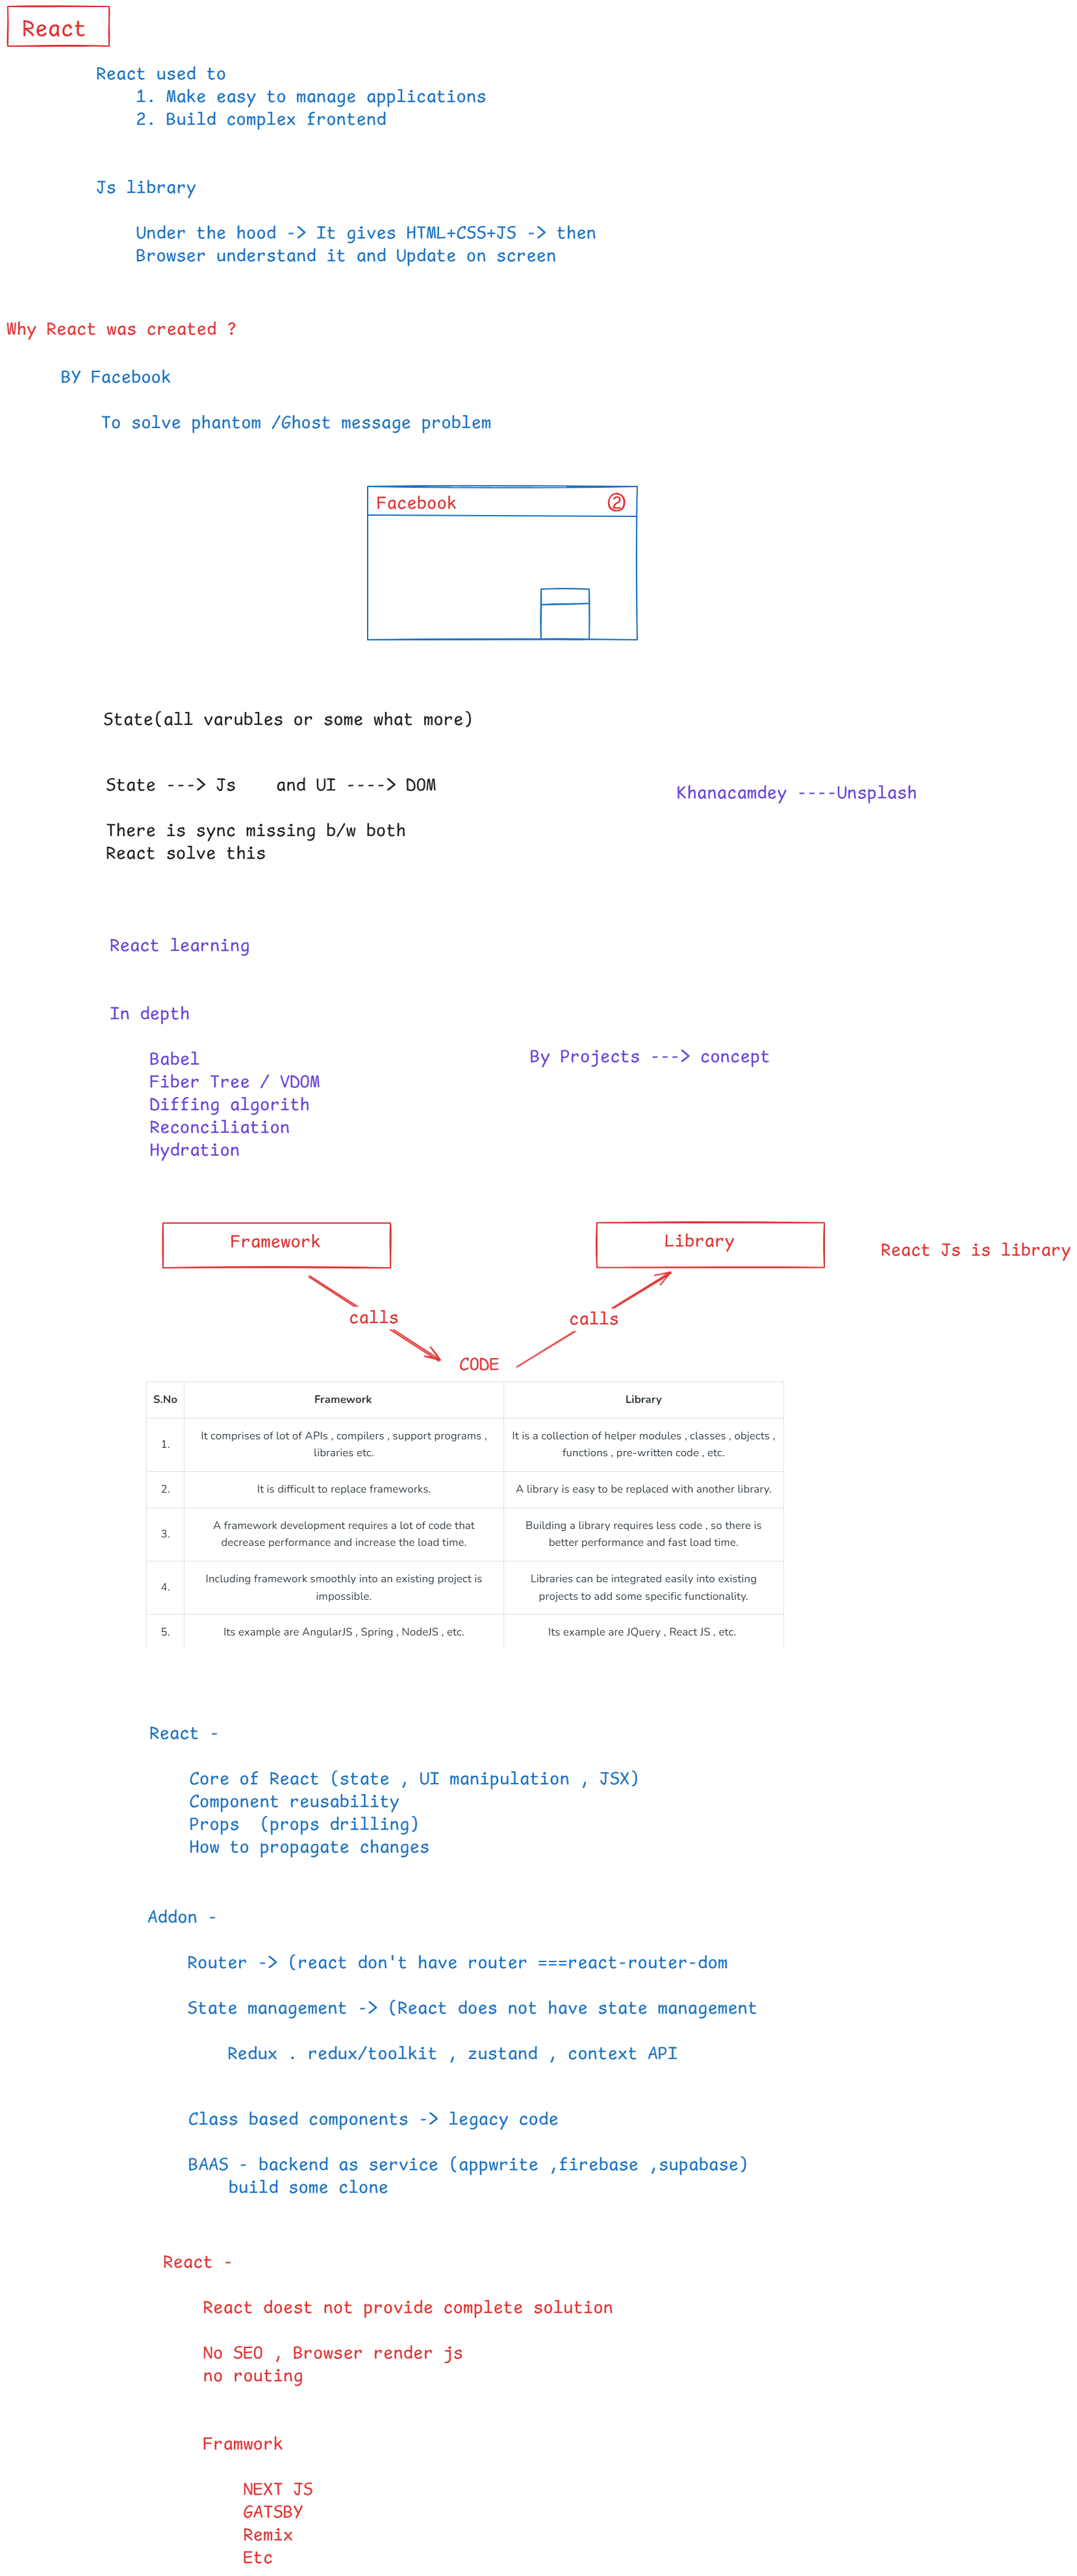 React
React used to
1. Make easy to manage applications
2. Build complex frontend
Js library
Under the hood -> It gives HTML+CSS+JS -> then
Browser understand it and Update on screen
Why React was created ?
BY Facebook
To solve phantom /Ghost message problem
Facebook
2
State(all varubles or some what more)
State ---> Js and UI ----> DOM
Khanacamdey ----Unsplash
There is sync missing b/w both
React solve this
React learning
In depth
By Projects ---> concept
Babel
Fiber Tree / VDOM
Diffing algorith
Reconciliation
Hydration
Framework
Library
React Js is library
calls
calls
CODE
S.No Framework Library
1. It comprises of lot of APIs , compilers , support programs ,
libraries etc.
It is a collection of helper modules , classes , objects ,
functions , pre-written code , etc.
2. It is difficult to replace frameworks. A library is easy to be replaced with another library.
3. A framework development requires a lot of code that
decrease performance and increase the load time.
Building a library requires less code , so there is
better performance and fast load time.
4. Including framework smoothly into an existing project is
impossible.
Libraries can be integrated easily into existing
projects to add some specific functionality.
5. Its example are AngularJS , Spring , NodeJS , etc. Its example are JQuery , React JS , etc.
React -
Core of React (state , UI manipulation , JSX)
Component reusability
Props (props drilling)
How to propagate changes
Addon -
Router -> (react don't have router ===react-router-dom
State management -> (React does not have state management
Redux . redux/toolkit , zustand , context API
Class based components -> legacy code
BAAS - backend as service (appwrite ,firebase ,supabase)
build some clone
React -
React doest not provide complete solution
No SEO , Browser render js
no routing
Framwork
NEXT JS
GATSBY
Remix
Etc